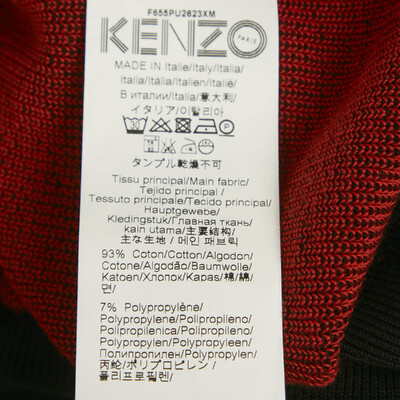 F655PU2623XM
KENZO
PARIS
MADE IN Italie/Italy/Italia/
Italia/Itália/Italien/Italië/
В италии/Italia/意大利/
イタリア/이탈리아
タンブル乾燥不可
Tissu principal/Main fabric/
Tejido principal /
Tessuto principale/Tecido principal/
Hauptgewebe/
Kledingstuk/Главная ткань/
kain utama/主要结构/
主な生地 / 메인 패브릭
93% Coton/Cotton/Algodon/
Cotone/Algodão/Baumwolle/
Katoen/Хлопок/Kapas/棉/綿/
면/
7% Polypropylène/
Polypropylene/Polipropileno/
Polipropilenica/Polipropileno/
Polypropylen/Polypropyleen/
Полипропилен/Polypropylen/
丙纶/ポリプロピレン/
폴리프로필렌/